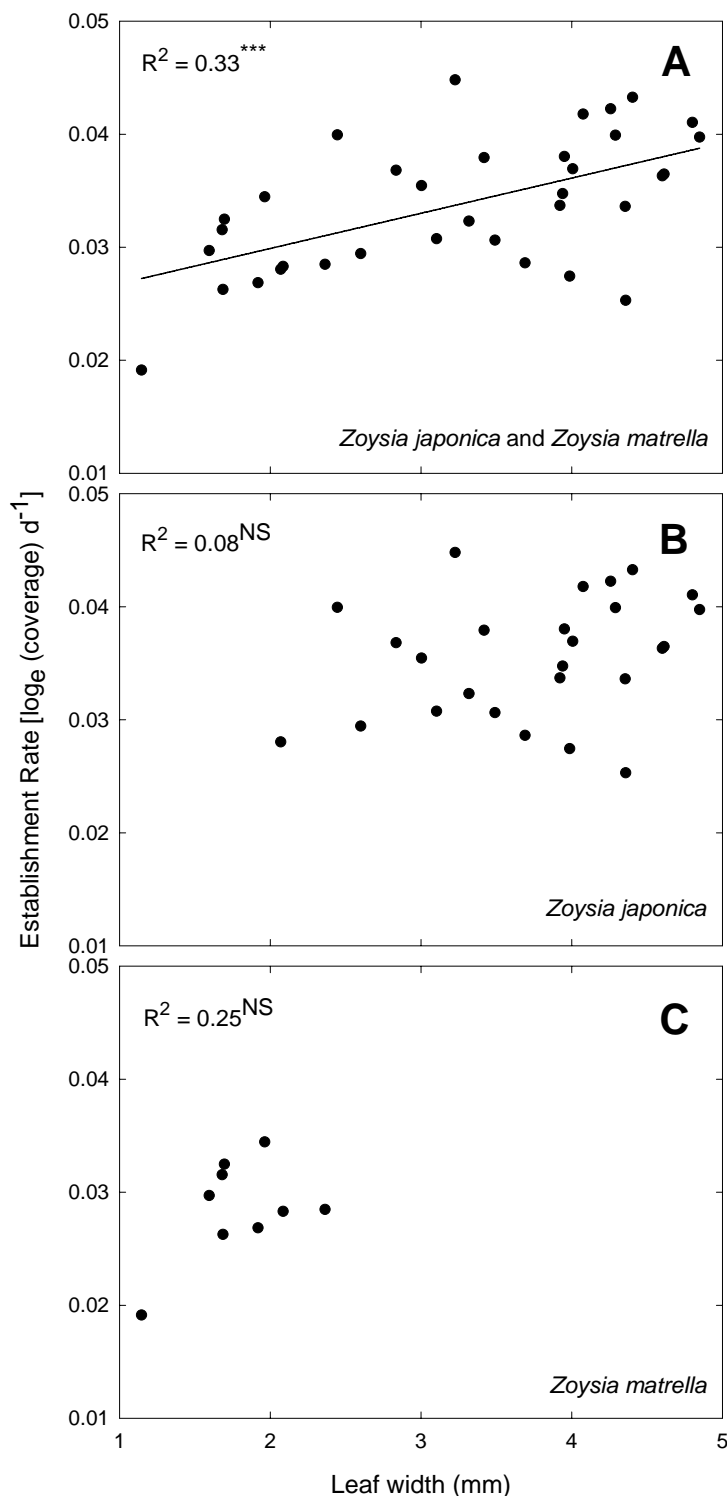 0.05
R² = 0.33***
A
0.04
0.03
0.02
Zoysia japonica and Zoysia matrella
0.01
0.05
R² = 0.08NS
B
0.04
0.03
0.02
Zoysia japonica
0.01
Establishment Rate [logₑ (coverage) d⁻¹]
0.05
R² = 0.25NS
C
0.04
0.03
0.02
Zoysia matrella
0.01
1 2 3 4 5
Leaf width (mm)